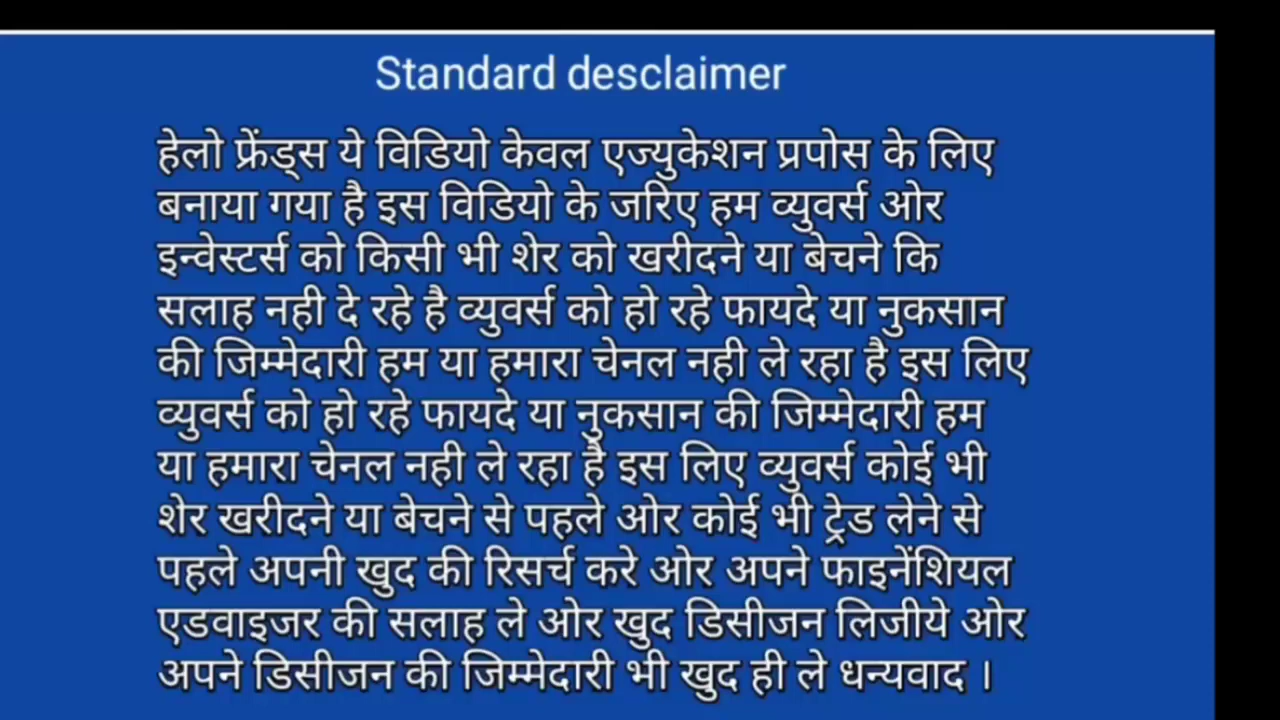 Standard desclaimer
हेलो फ्रेंड्स ये विडियो केवल एज्युकेशन प्रपोस के लिए
बनाया गया है इस विडियो के जरिए हम व्युवर्स ओर
इन्वेस्टर्स को किसी भी शेर को खरीदने या बेचने कि
सलाह नही दे रहे है व्युवर्स को हो रहे फायदे या नुकसान
की जिम्मेदारी हम या हमारा चेनल नही ले रहा है इस लिए
व्युवर्स को हो रहे फायदे या नुकसान की जिम्मेदारी हम
या हमारा चेनल नही ले रहा है इस लिए व्युवर्स कोई भी
शेर खरीदने या बेचने से पहले ओर कोई भी ट्रेड लेने से
पहले अपनी खुद की रिसर्च करे ओर अपने फाइनेंशियल
एडवाइजर की सलाह ले ओर खुद डिसीजन लिजीये ओर
अपने डिसीजन की जिम्मेदारी भी खुद ही ले धन्यवाद ।